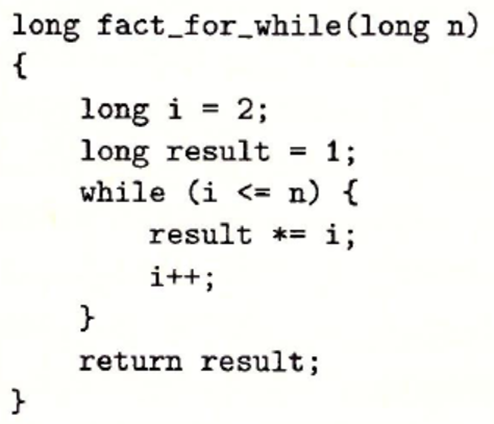 long fact_for_while(long n)
{
    long i = 2;
    long result = 1;
    while (i <= n) {
        result *= i;
        i++;
    }
    return result;
}